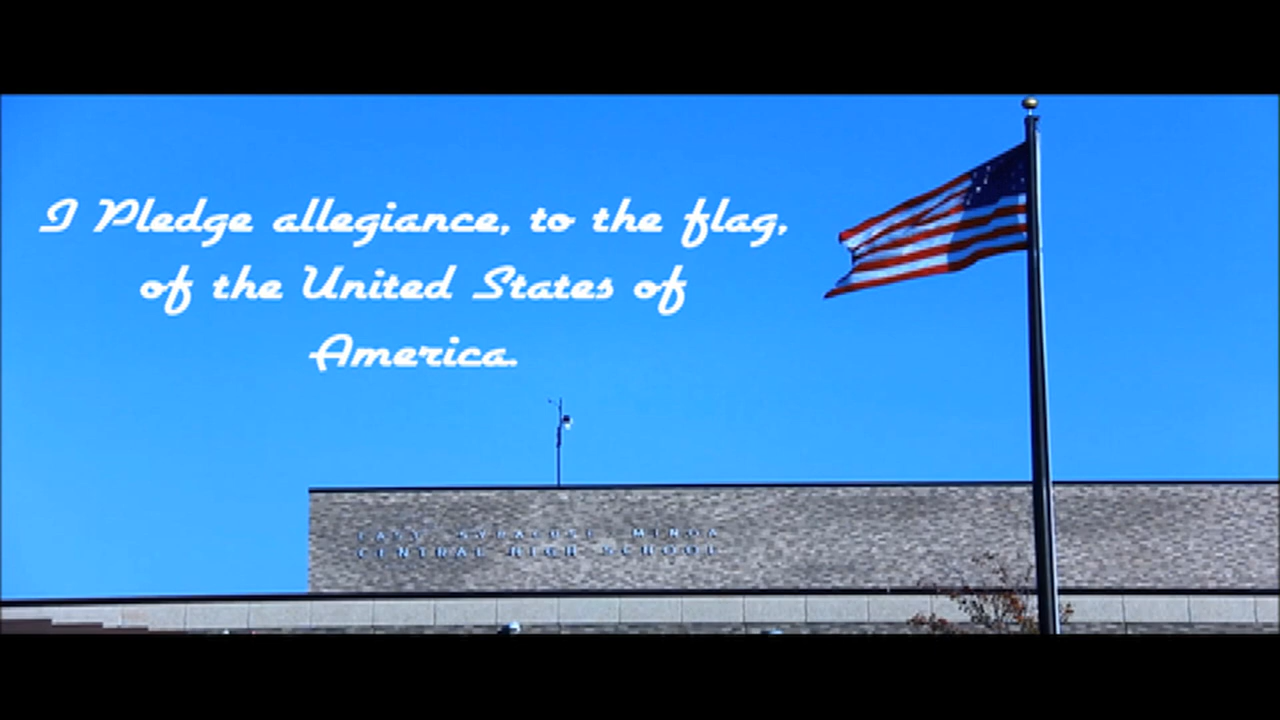 I Pledge allegiance, to the flag,
of the United States of
America.
EAST SYRACUSE MINOA
CENTRAL HIGH SCHOOL